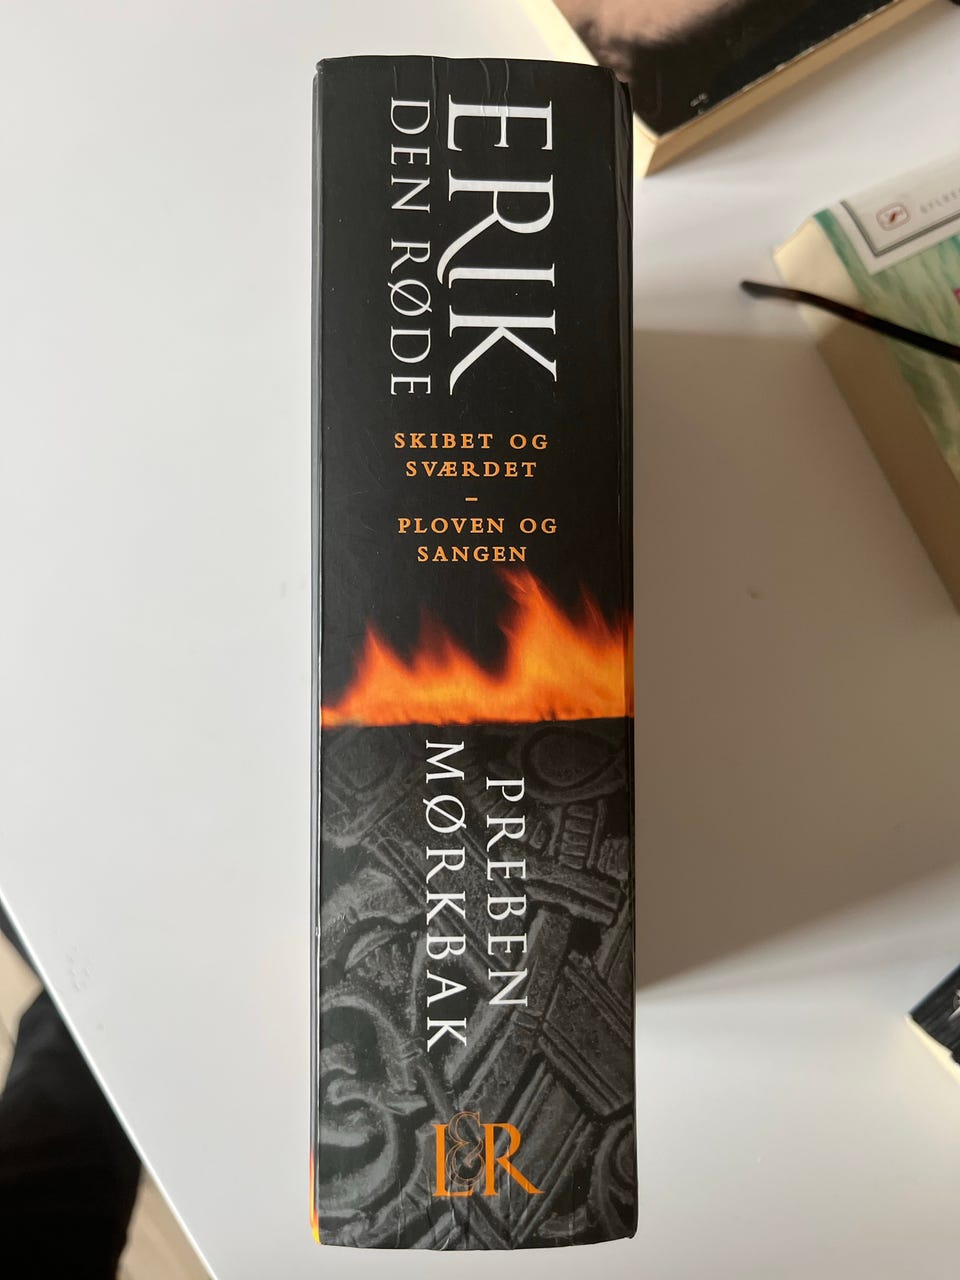 ERIK
DEN RØDE
SKIBET OG
SVÆRDET
–
PLOVEN OG
SANGEN
PREBEN
MØRKBAK
L&R